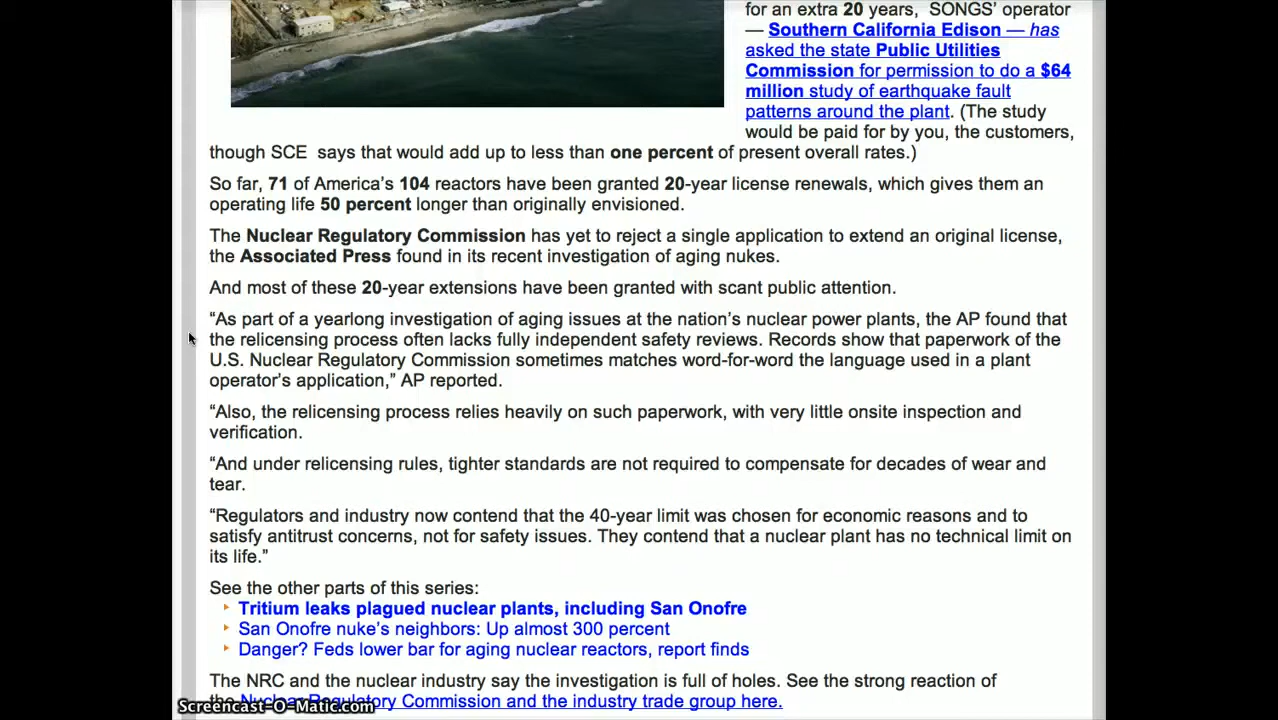 for an extra 20 years, SONGS’ operator
— Southern California Edison — has
asked the state Public Utilities
Commission for permission to do a $64
million study of earthquake fault
patterns around the plant. (The study
would be paid for by you, the customers,
though SCE says that would add up to less than one percent of present overall rates.)
So far, 71 of America’s 104 reactors have been granted 20-year license renewals, which gives them an
operating life 50 percent longer than originally envisioned.
The Nuclear Regulatory Commission has yet to reject a single application to extend an original license,
the Associated Press found in its recent investigation of aging nukes.
And most of these 20-year extensions have been granted with scant public attention.
“As part of a yearlong investigation of aging issues at the nation’s nuclear power plants, the AP found that
the relicensing process often lacks fully independent safety reviews. Records show that paperwork of the
U.S. Nuclear Regulatory Commission sometimes matches word-for-word the language used in a plant
operator’s application,” AP reported.
“Also, the relicensing process relies heavily on such paperwork, with very little onsite inspection and
verification.
“And under relicensing rules, tighter standards are not required to compensate for decades of wear and
tear.
“Regulators and industry now contend that the 40-year limit was chosen for economic reasons and to
satisfy antitrust concerns, not for safety issues. They contend that a nuclear plant has no technical limit on
its life.”
See the other parts of this series:
Tritium leaks plagued nuclear plants, including San Onofre
San Onofre nuke’s neighbors: Up almost 300 percent
Danger? Feds lower bar for aging nuclear reactors, report finds
The NRC and the nuclear industry say the investigation is full of holes. See the strong reaction of
the Nuclear Regulatory Commission and the industry trade group here.
Screencast-O-Matic.com